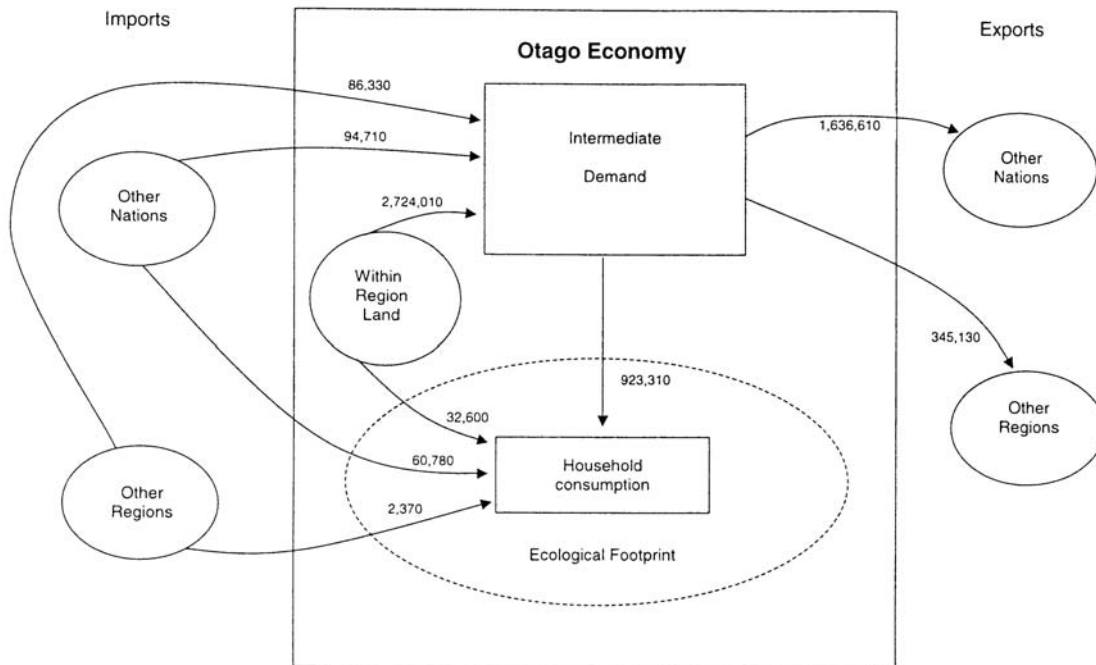 Imports
Exports
Otago Economy
86,330
94,710
2,724,010
Intermediate
Demand
1,636,610
Other
Nations
Other
Nations
Within
Region
Land
345,130
923,310
32,600
60,780
2,370
Household
consumption
Other
Regions
Other
Regions
Ecological Footprint